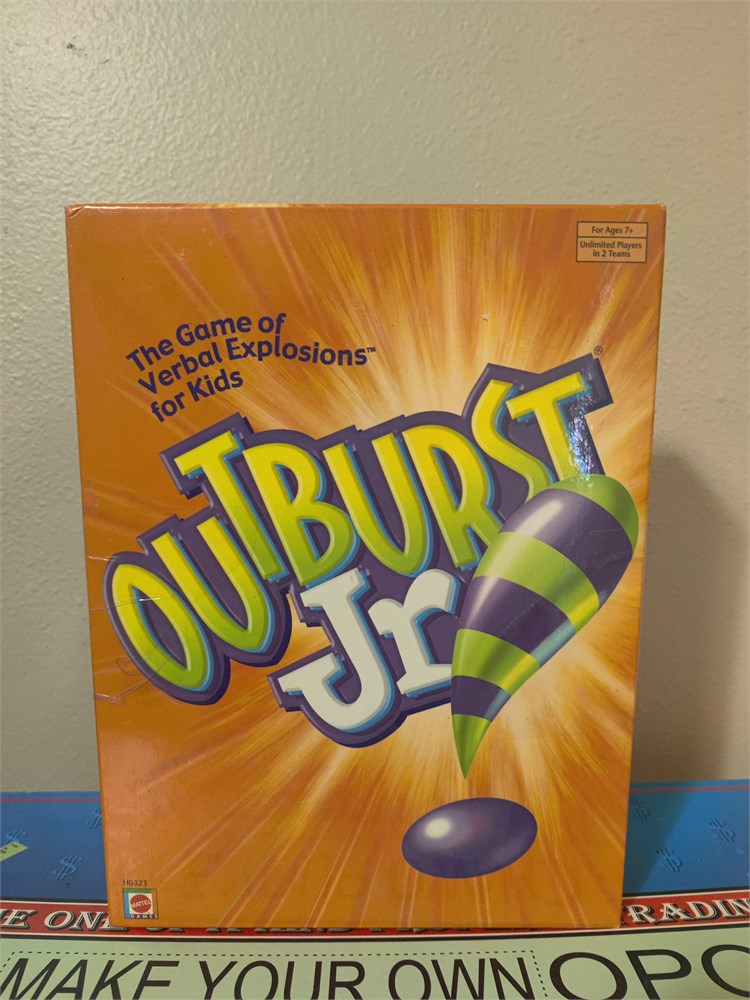 For Ages 7+
Unlimited Players
in 2 Teams
The Game of
Verbal Explosions™
for Kids
OUTBURST®
Jr!
H0323
MATTEL
GAMES
MAKE YOUR OWN OPO